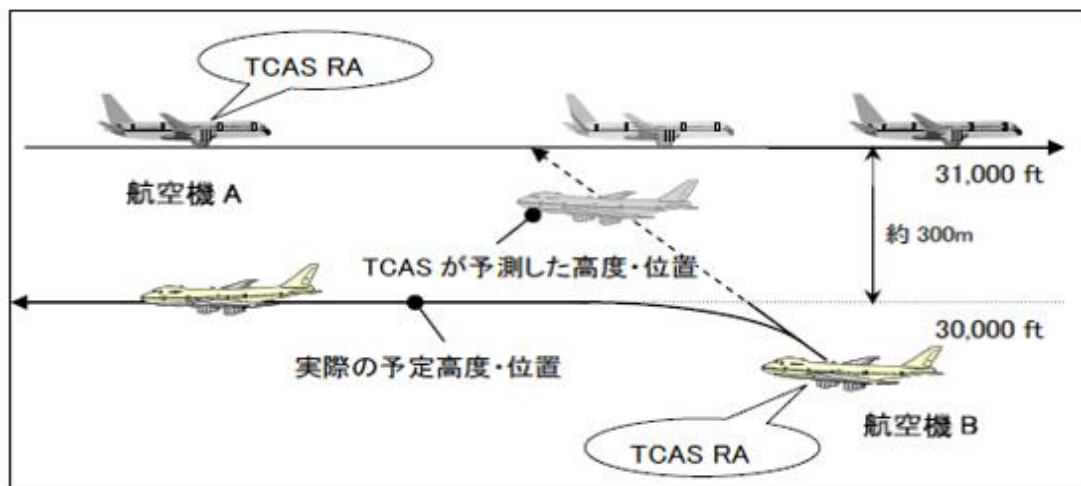 TCAS RA
航空機 A
31,000 ft
約 300m
TCAS が予測した高度・位置
30,000 ft
実際の予定高度・位置
航空機 B
TCAS RA